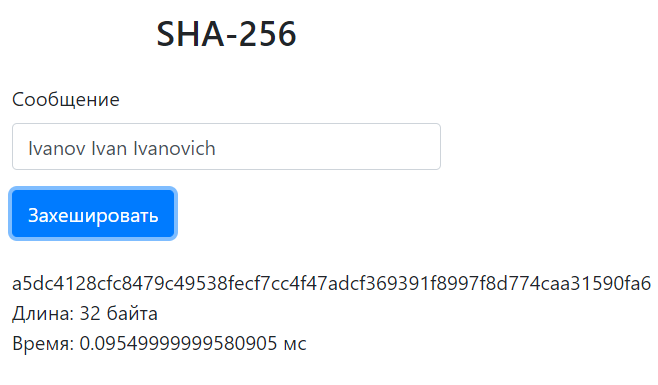 SHA-256
Сообщение
Ivanov Ivan Ivanovich
Захешировать
a5dc4128cfc8479c49538fecf7cc4f47adcf369391f8997f8d774caa31590fa6
Длина: 32 байта
Время: 0.09549999999580905 мс